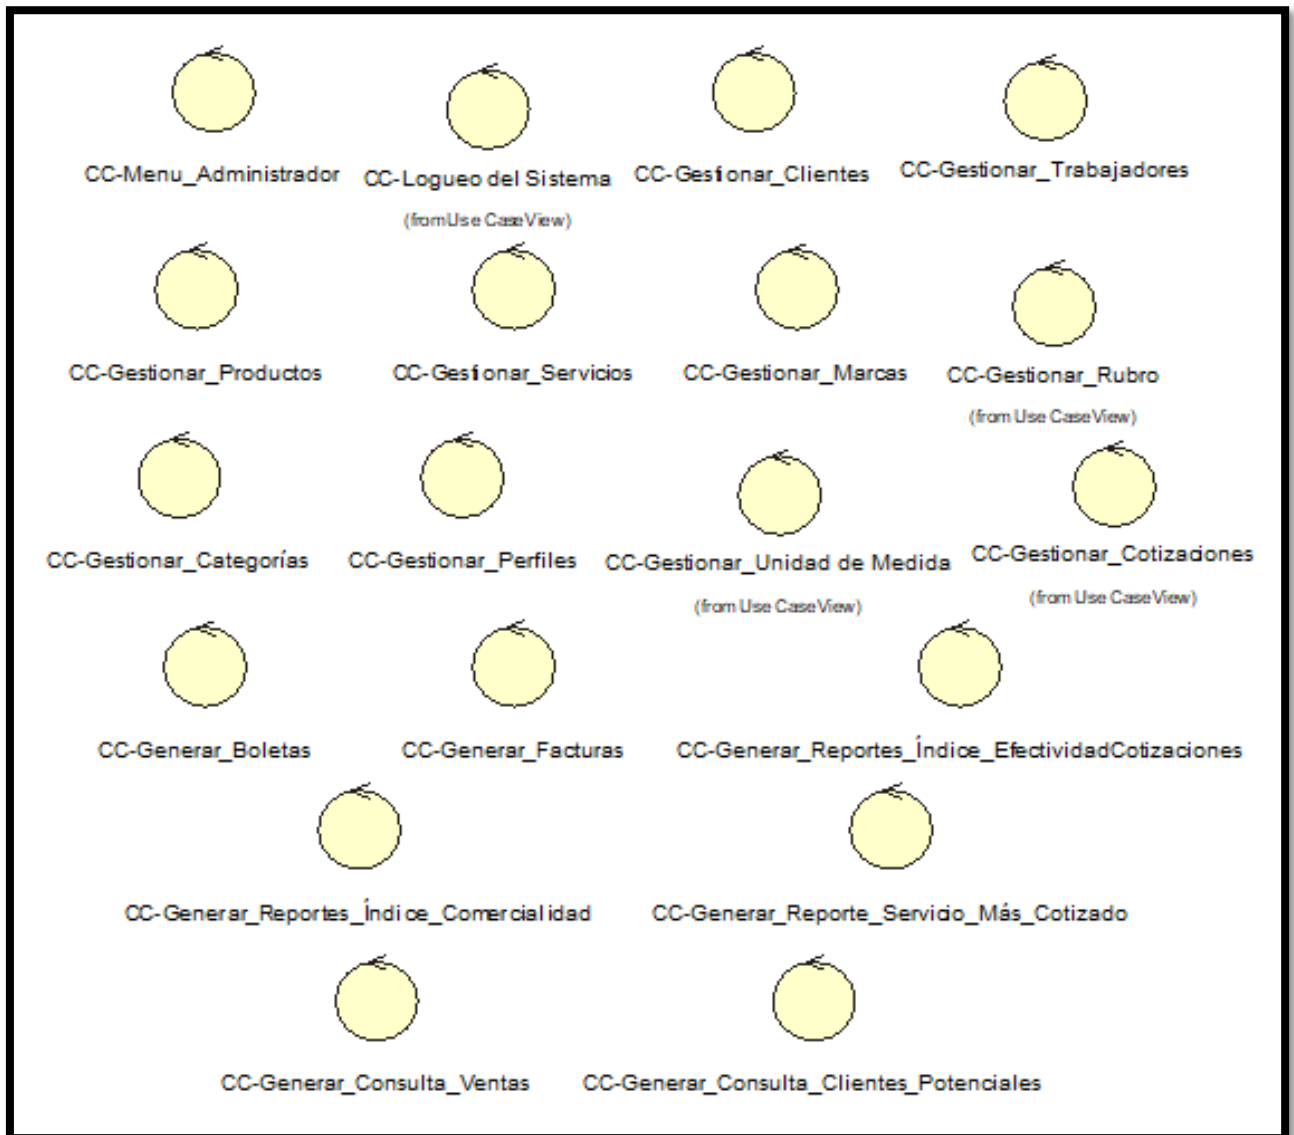 CC-Menu_Administrador
CC-Logueo del Sistema
(from Use Case View)
CC-Gestionar_Clientes
CC-Gestionar_Trabajadores
CC-Gestionar_Productos
CC-Gestionar_Servicios
CC-Gestionar_Marcas
CC-Gestionar_Rubro
(from Use Case View)
CC-Gestionar_Categorías
CC-Gestionar_Perfiles
CC-Gestionar_Unidad de Medida
(from Use Case View)
CC-Gestionar_Cotizaciones
(from Use Case View)
CC-Generar_Boletas
CC-Generar_Facturas
CC-Generar_Reportes_Índice_EfectividadCotizaciones
CC-Generar_Reportes_Índice_Comercialidad
CC-Generar_Reporte_Servicio_Más_Cotizado
CC-Generar_Consulta_Ventas
CC-Generar_Consulta_Clientes_Potenciales